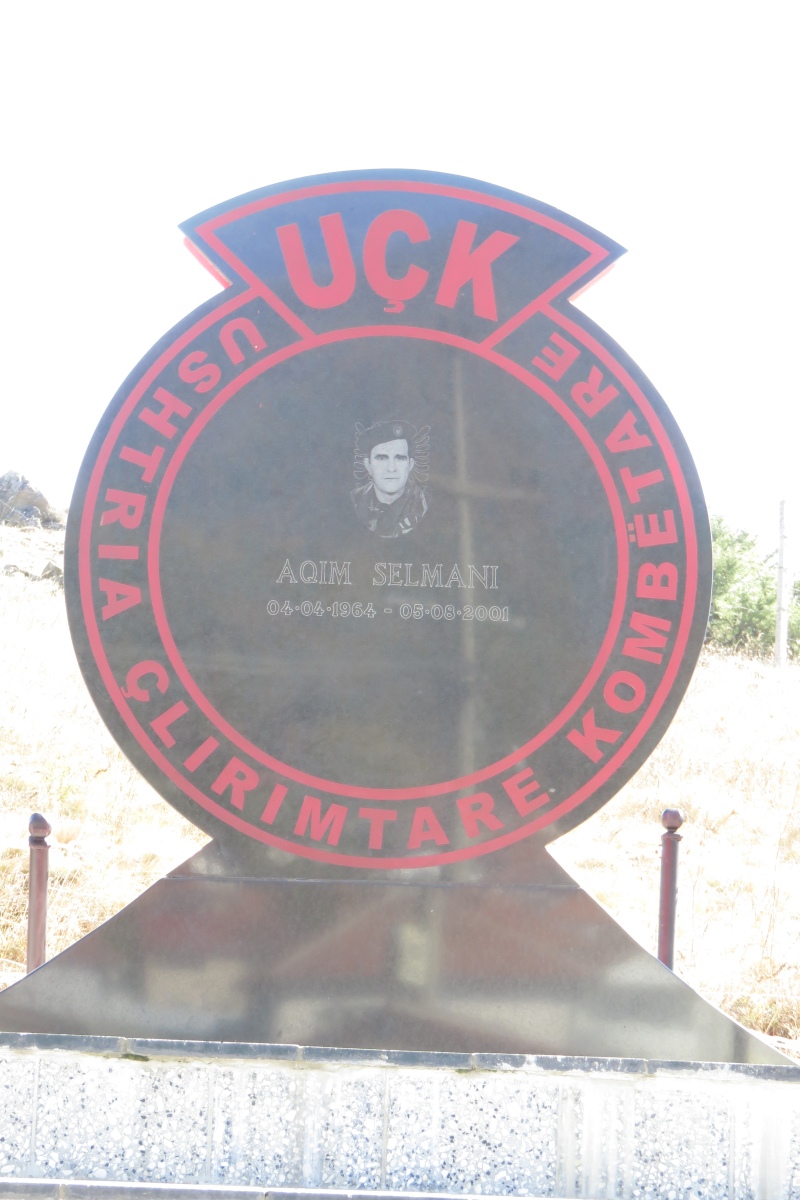 UÇK
USHTRIA ÇLIRIMTARE KOMBËTARE
AQIM SELMANI
04·04·1964 - 05·08·2001